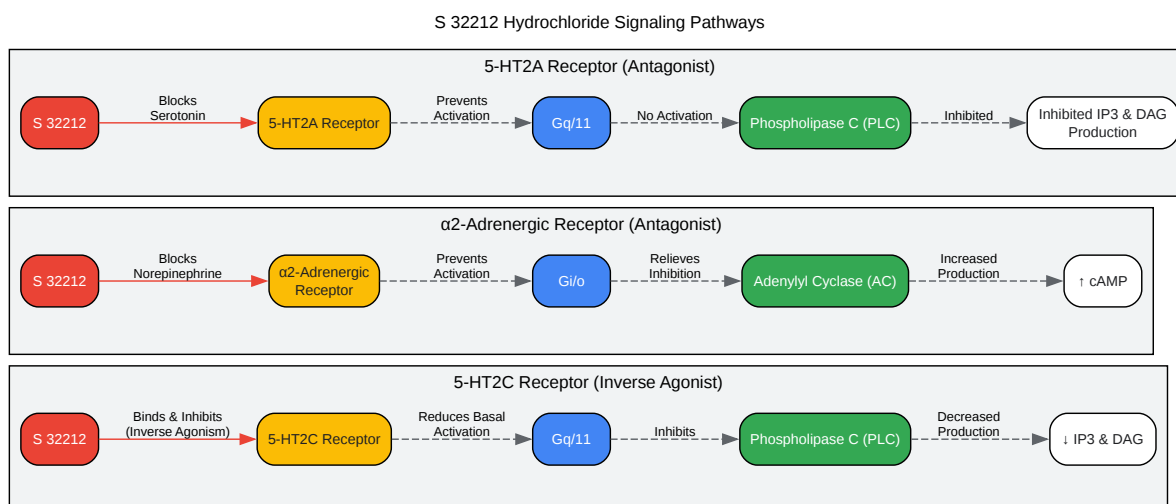 S 32212 Hydrochloride Signaling Pathways
5-HT2A Receptor (Antagonist)
S 32212
Blocks
Serotonin
5-HT2A Receptor
Prevents
Activation
Gq/11
No Activation
Phospholipase C (PLC)
Inhibited
Inhibited IP3 & DAG
Production
α2-Adrenergic Receptor (Antagonist)
S 32212
Blocks
Norepinephrine
α2-Adrenergic
Receptor
Prevents
Activation
Gi/o
Relieves
Inhibition
Adenylyl Cyclase (AC)
Increased
Production
↑ cAMP
5-HT2C Receptor (Inverse Agonist)
S 32212
Binds & Inhibits
(Inverse Agonism)
5-HT2C Receptor
Reduces Basal
Activation
Gq/11
Inhibits
Phospholipase C (PLC)
Decreased
Production
↓ IP3 & DAG